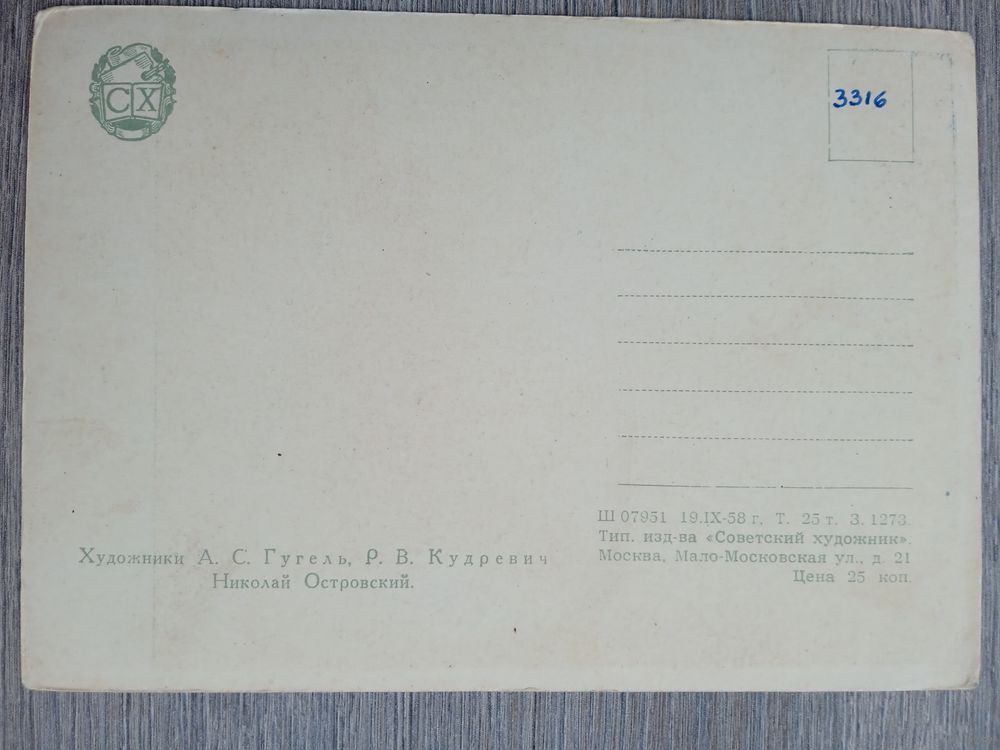 СХ
3316
Ш 07951 19.IX-58 г. Т. 25 т. З. 1273.
Тип. изд-ва «Советский художник».
Москва, Мало-Московская ул., д. 21
Цена 25 коп.
Художники А. С. Гугель, Р. В. Кудревич
Николай Островский.